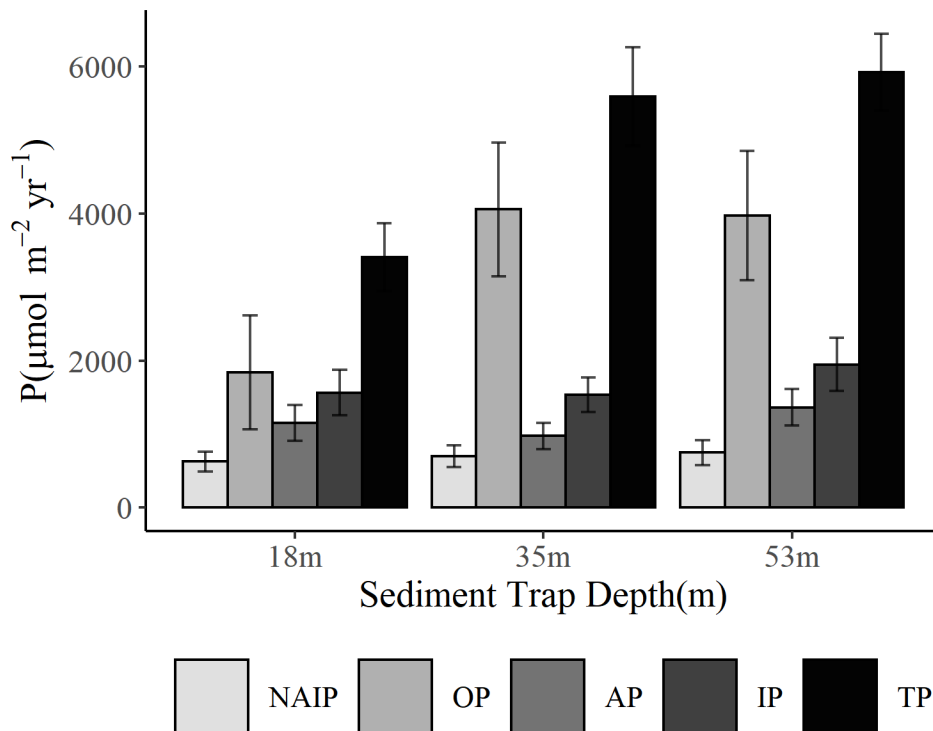 P(μmol m⁻² yr⁻¹)
6000
4000
2000
0
18m 35m 53m
Sediment Trap Depth(m)
NAIP OP AP IP TP